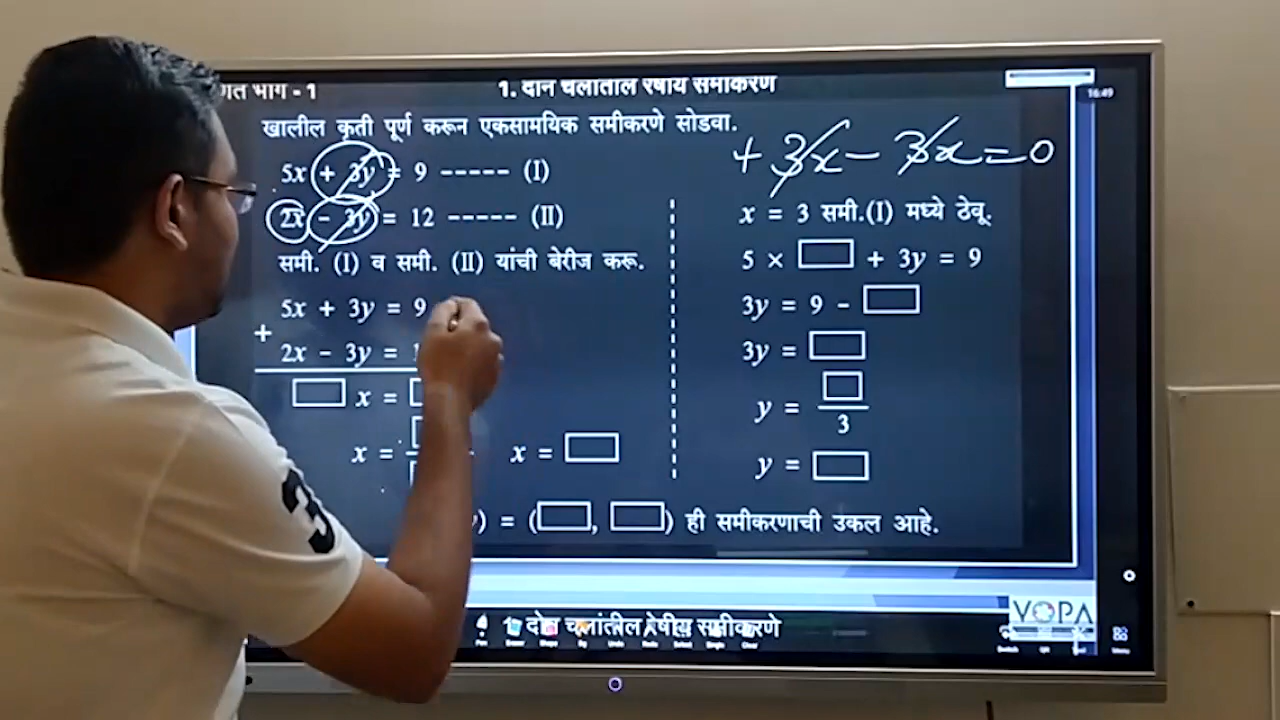 भाग - 1
1. दोन चलांतील रेषीय समीकरणे
16:49
खालील कृती पूर्ण करून एकसामयिक समीकरणे सोडवा.
5x + 3y = 9 ----- (I)
2x - 3y = 12 ----- (II)
समी. (I) व समी. (II) यांची बेरीज करू.
5x + 3y = 9
+
2x - 3y = 1
x =
x =
x =
+ 3x - 3x = 0
x = 3 समी.(I) मध्ये ठेवू.
5 × + 3y = 9
3y = 9 -
3y =
y =
3
y =
) = ( , ) ही समीकरणाची उकल आहे.
VOPA
दोन चलांतील रेषीय समीकरणे
3